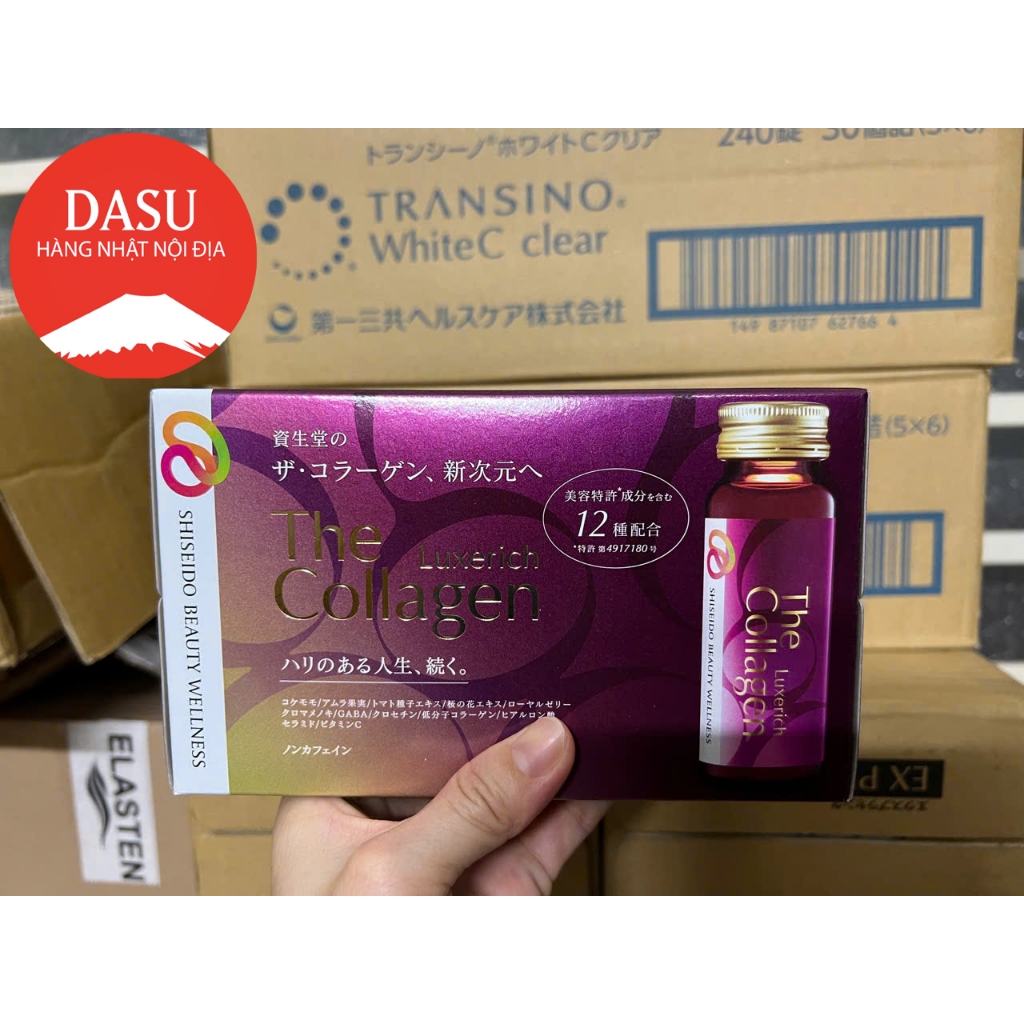 DASU
HÀNG NHẬT NỘI ĐỊA
トランシーノ®ホワイトCクリア
240錠
TRANSINO®
WhiteC clear
第一三共ヘルスケア株式会社
149 87107 62766 4
(5×6)
SHISEIDO BEAUTY WELLNESS
資生堂の
ザ・コラーゲン、新次元へ
The
Luxerich
Collagen
美容特許*成分を含む
12種配合
*特許 第4917180号
ハリのある人生、続く。
コケモモ/アムラ果実/トマト種子エキス/桜の花エキス/ローヤルゼリー
クロマメノキ/GABA/クロセチン/低分子コラーゲン/ヒアルロン酸
セラミド/ビタミンC
ノンカフェイン
SHISEIDO BEAUTY WELLNESS
The
Luxerich
Collagen
ELASTEN
EX P